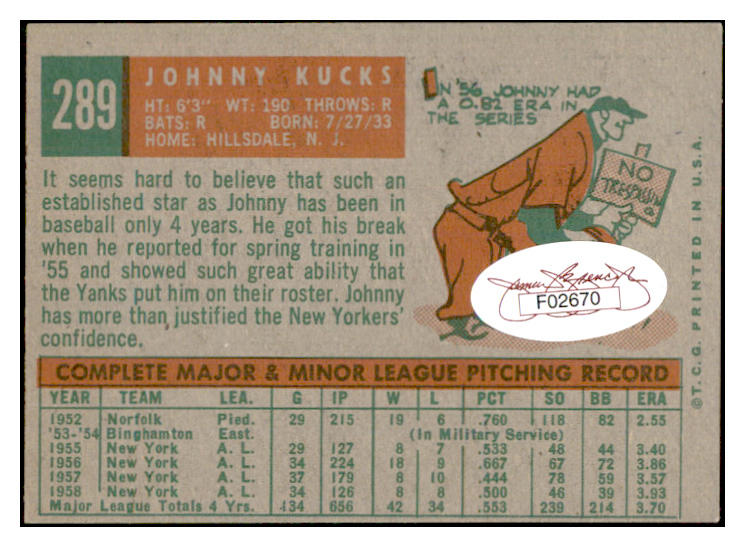 289
JOHNNY KUCKS
HT: 6'3" WT: 190 THROWS: R
BATS: R BORN: 7/27/33
HOME: HILLSDALE, N. J.
IN '56 JOHNNY HAD
A 0.82 ERA IN
THE SERIES
NO
TRESPASSING
It seems hard to believe that such an
established star as Johnny has been in
baseball only 4 years. He got his break
when he reported for spring training in
'55 and showed such great ability that
the Yanks put him on their roster. Johnny
has more than justified the New Yorkers'
confidence.
F02670
©T.C.G. PRINTED IN U.S.A.
COMPLETE MAJOR & MINOR LEAGUE PITCHING RECORD
YEAR TEAM LEA. G IP W L PCT SO BB ERA
1952 Norfolk Pied. 29 215 19 6 .760 118 82 2.55
'53-'54 Binghamton East. (In Military Service)
1955 New York A. L. 29 127 8 7 .533 48 44 3.40
1956 New York A. L. 34 224 18 9 .667 67 72 3.86
1957 New York A. L. 37 179 8 10 .444 78 59 3.57
1958 New York A. L. 34 126 8 8 .500 46 39 3.93
Major League Totals 4 Yrs. 134 656 42 34 .553 239 214 3.70